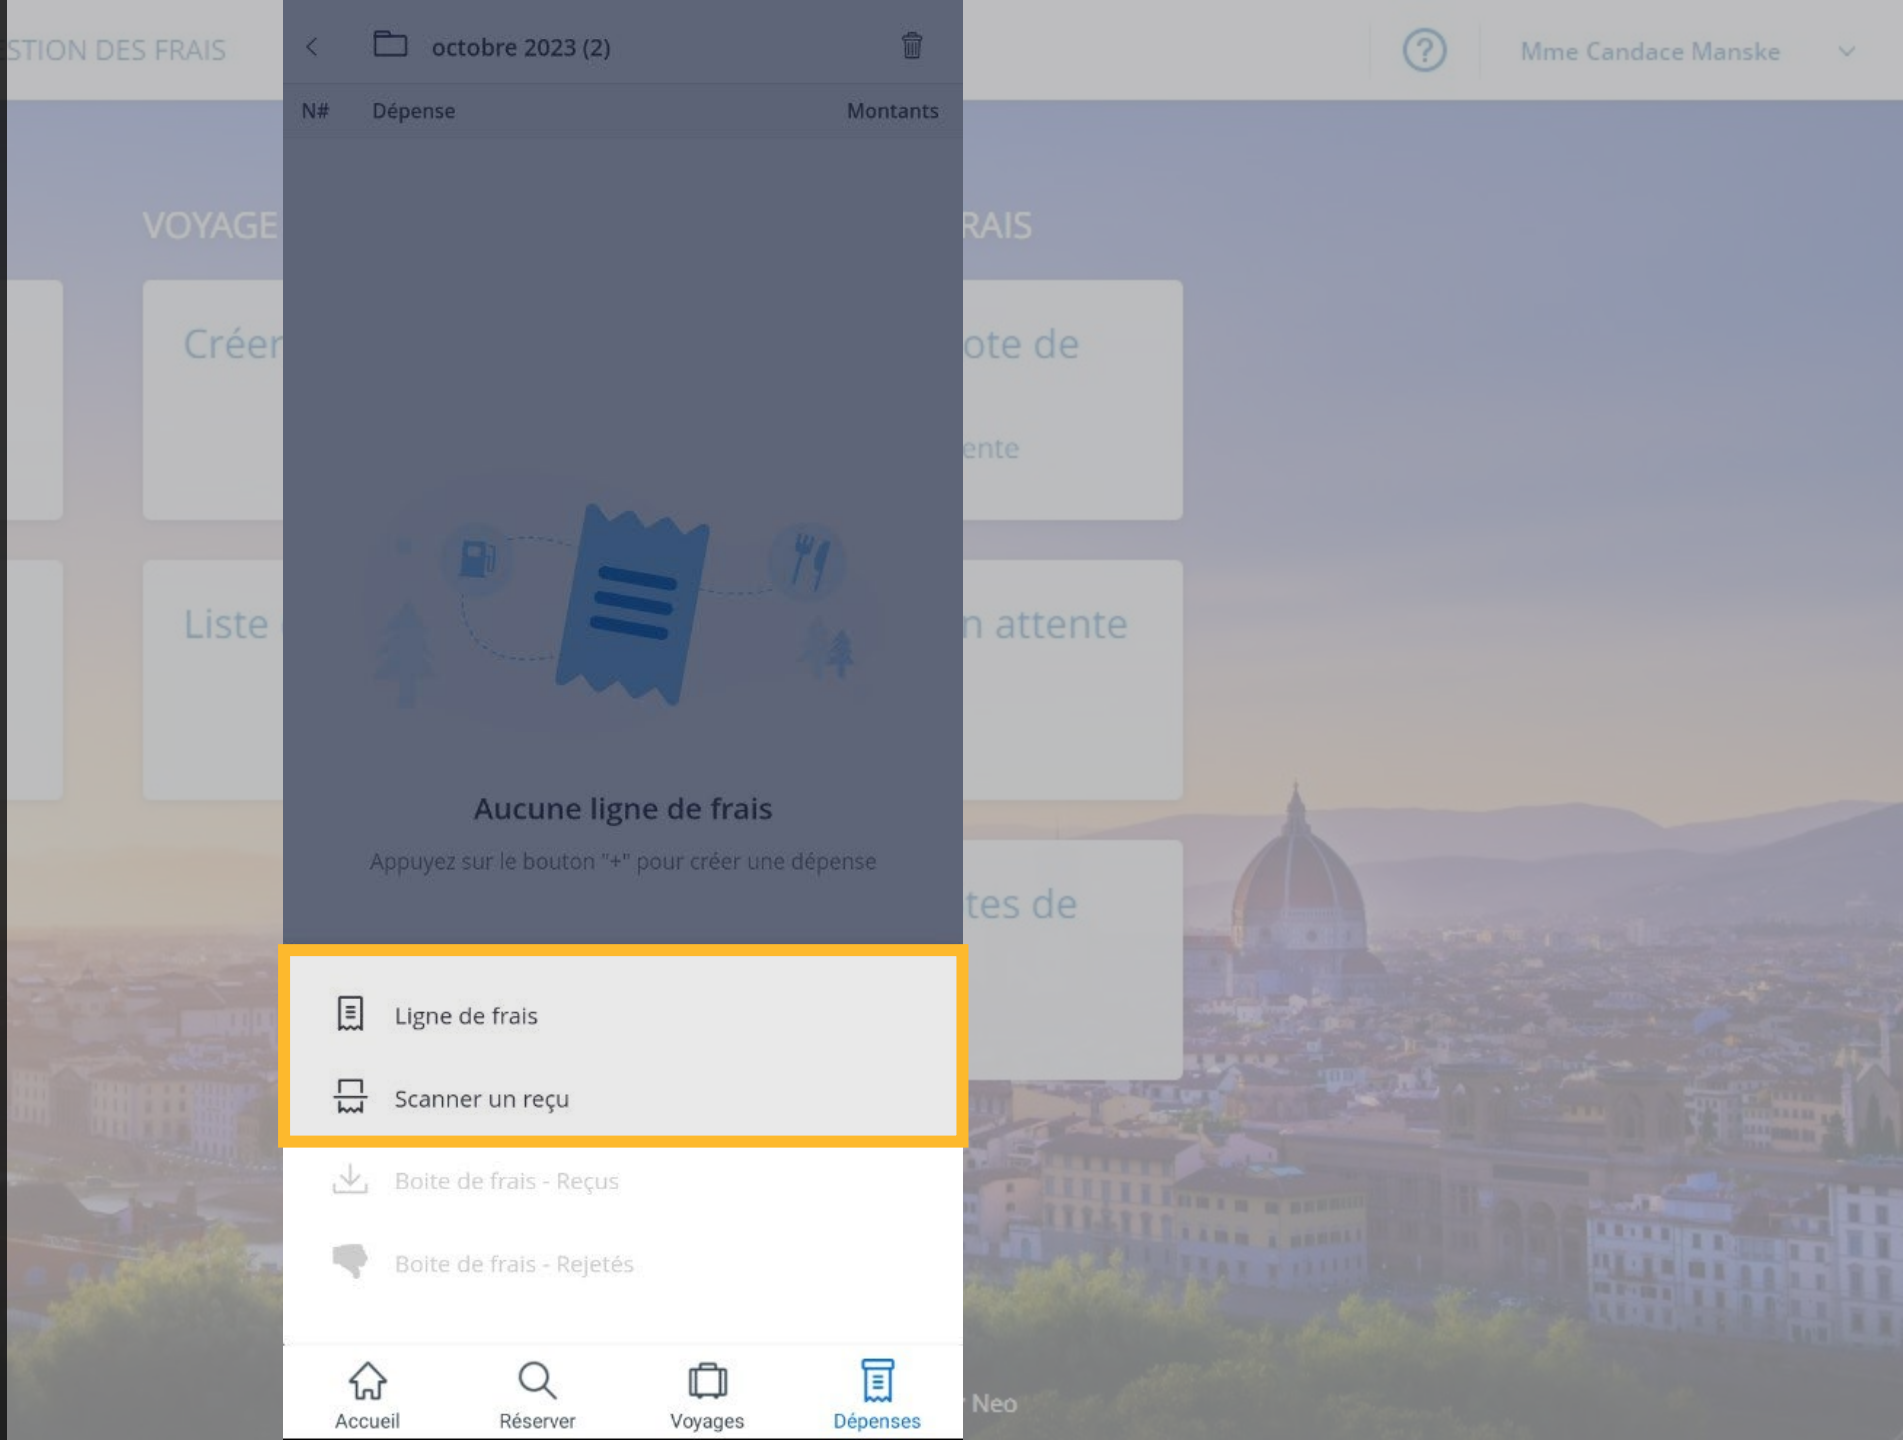 STION DES FRAIS
Mme Candace Manske
octobre 2023 (2)
N# Dépense Montants
VOYAGE
RAIS
Créer
ote de
ente
Liste
n attente
Aucune ligne de frais
Appuyez sur le bouton "+" pour créer une dépense
tes de
Ligne de frais
Scanner un reçu
Boite de frais - Reçus
Boite de frais - Rejetés
Neo
Accueil Réserver Voyages Dépenses